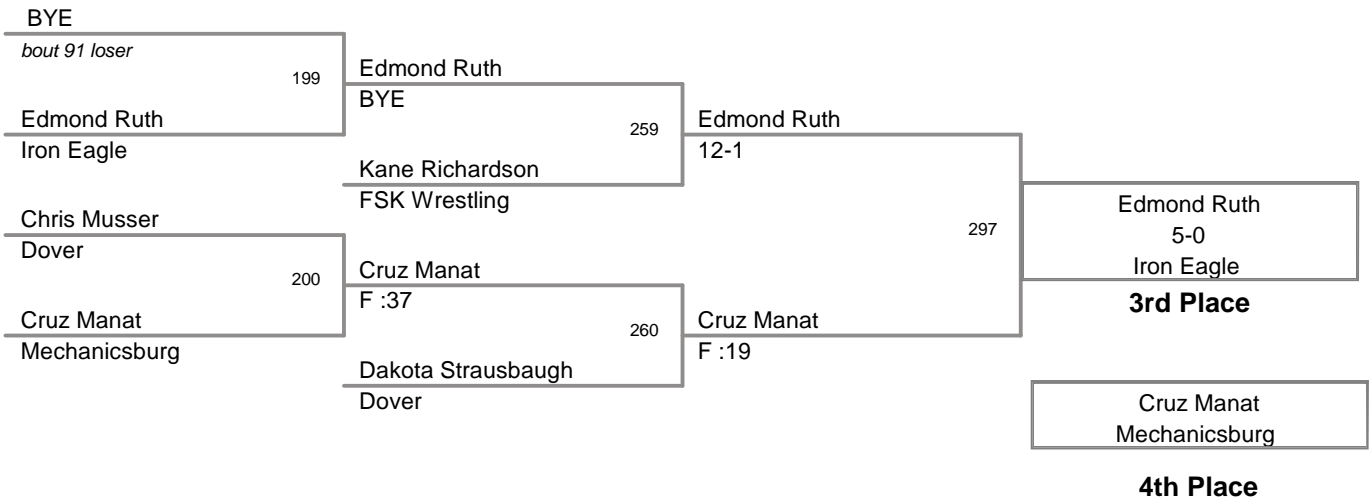 BYE
bout 91 loser
199
Edmond Ruth
Iron Eagle
Edmond Ruth
BYE
259
Kane Richardson
FSK Wrestling
Edmond Ruth
12-1
Chris Musser
Dover
200
Cruz Manat
Mechanicsburg
Cruz Manat
F :37
260
Dakota Strausbaugh
Dover
Cruz Manat
F :19
297
Edmond Ruth
5-0
Iron Eagle
3rd Place
Cruz Manat
Mechanicsburg
4th Place